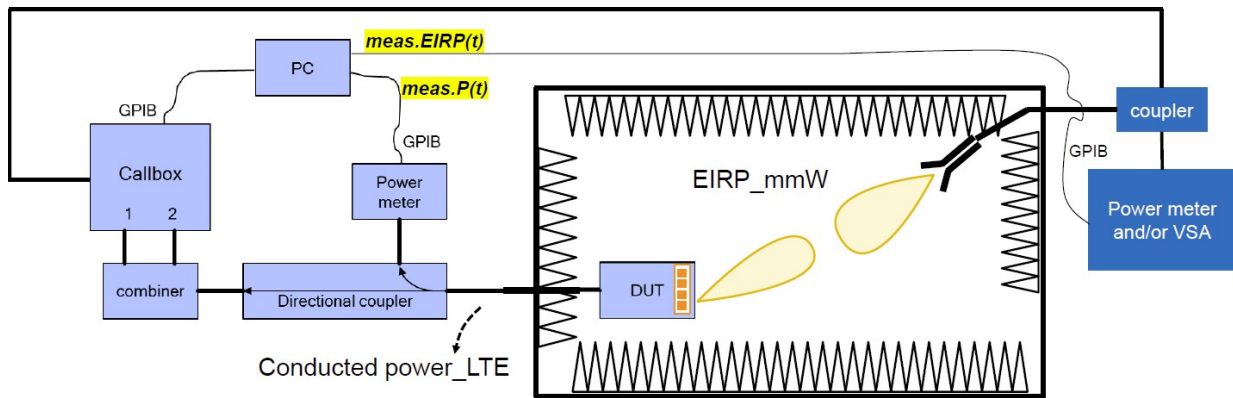 meas.EIRP(t)
PC
meas.P(t)
GPIB
coupler
GPIB
GPIB
Callbox
Power
meter
EIRP_mmW
Power meter
and/or VSA
1 2
combiner
Directional coupler
DUT
Conducted power_LTE